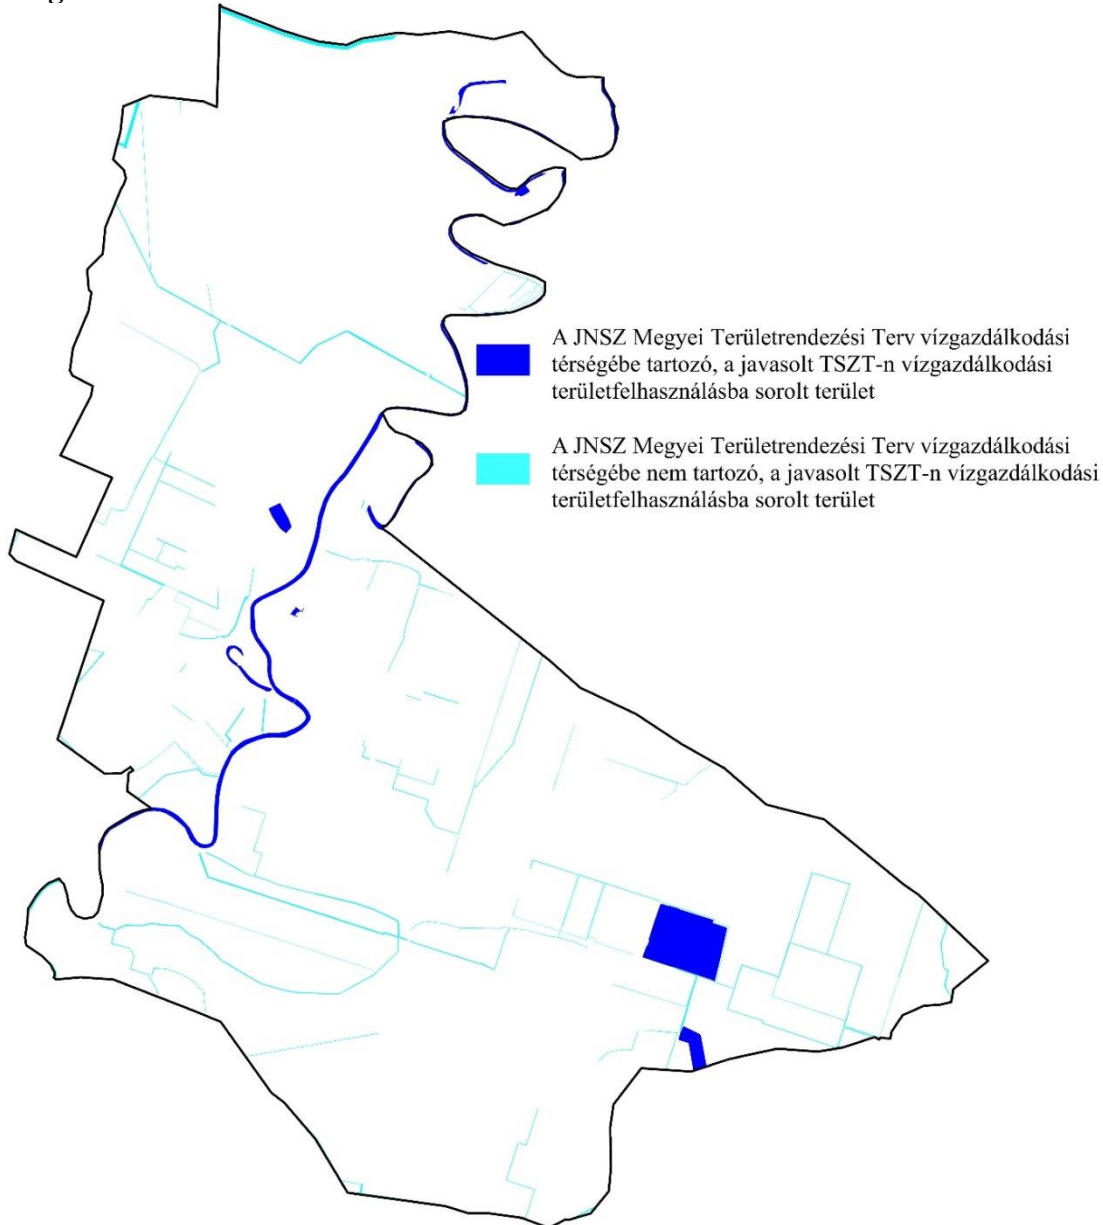 A JNSZ Megyei Területrendezési Terv vízgazdálkodási
térségébe tartozó, a javasolt TSZT-n vízgazdálkodási
területfelhasználásba sorolt terület
A JNSZ Megyei Területrendezési Terv vízgazdálkodási
térségébe nem tartozó, a javasolt TSZT-n vízgazdálkodási
területfelhasználásba sorolt terület